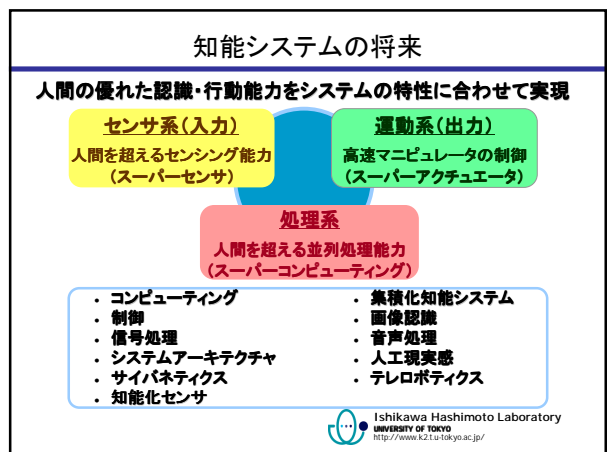 知能システムの将来
人間の優れた認識・行動能力をシステムの特性に合わせて実現
センサ系(入力)
人間を超えるセンシング能力
(スーパーセンサ)
運動系(出力)
高速マニピュレータの制御
(スーパーアクチュエータ)
処理系
人間を超える並列処理能力
(スーパーコンピューティング)
・ コンピューティング
・ 制御
・ 信号処理
・ システムアーキテクチャ
・ サイバネティクス
・ 知能化センサ
・ 集積化知能システム
・ 画像認識
・ 音声処理
・ 人工現実感
・ テレロボティクス
Ishikawa Hashimoto Laboratory
UNIVERSITY OF TOKYO
http://www.k2.t.u-tokyo.ac.jp/